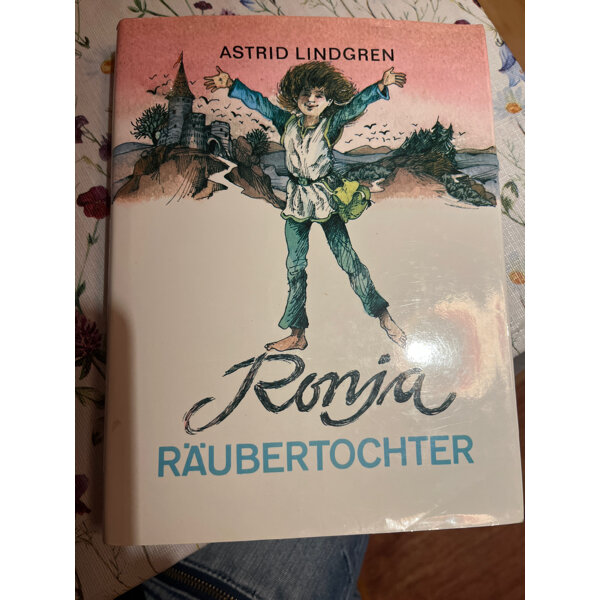 ASTRID LINDGREN
Ronja
RÄUBERTOCHTER